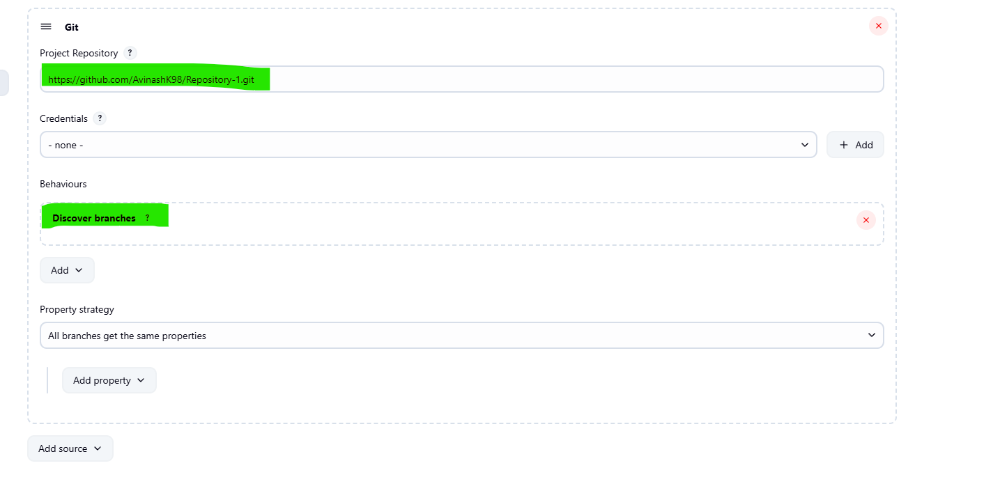 Git
Project Repository ?
https://github.com/AvinashK98/Repository-1.git
Credentials ?
- none -
+ Add
Behaviours
Discover branches ?
Add
Property strategy
All branches get the same properties
Add property
Add source